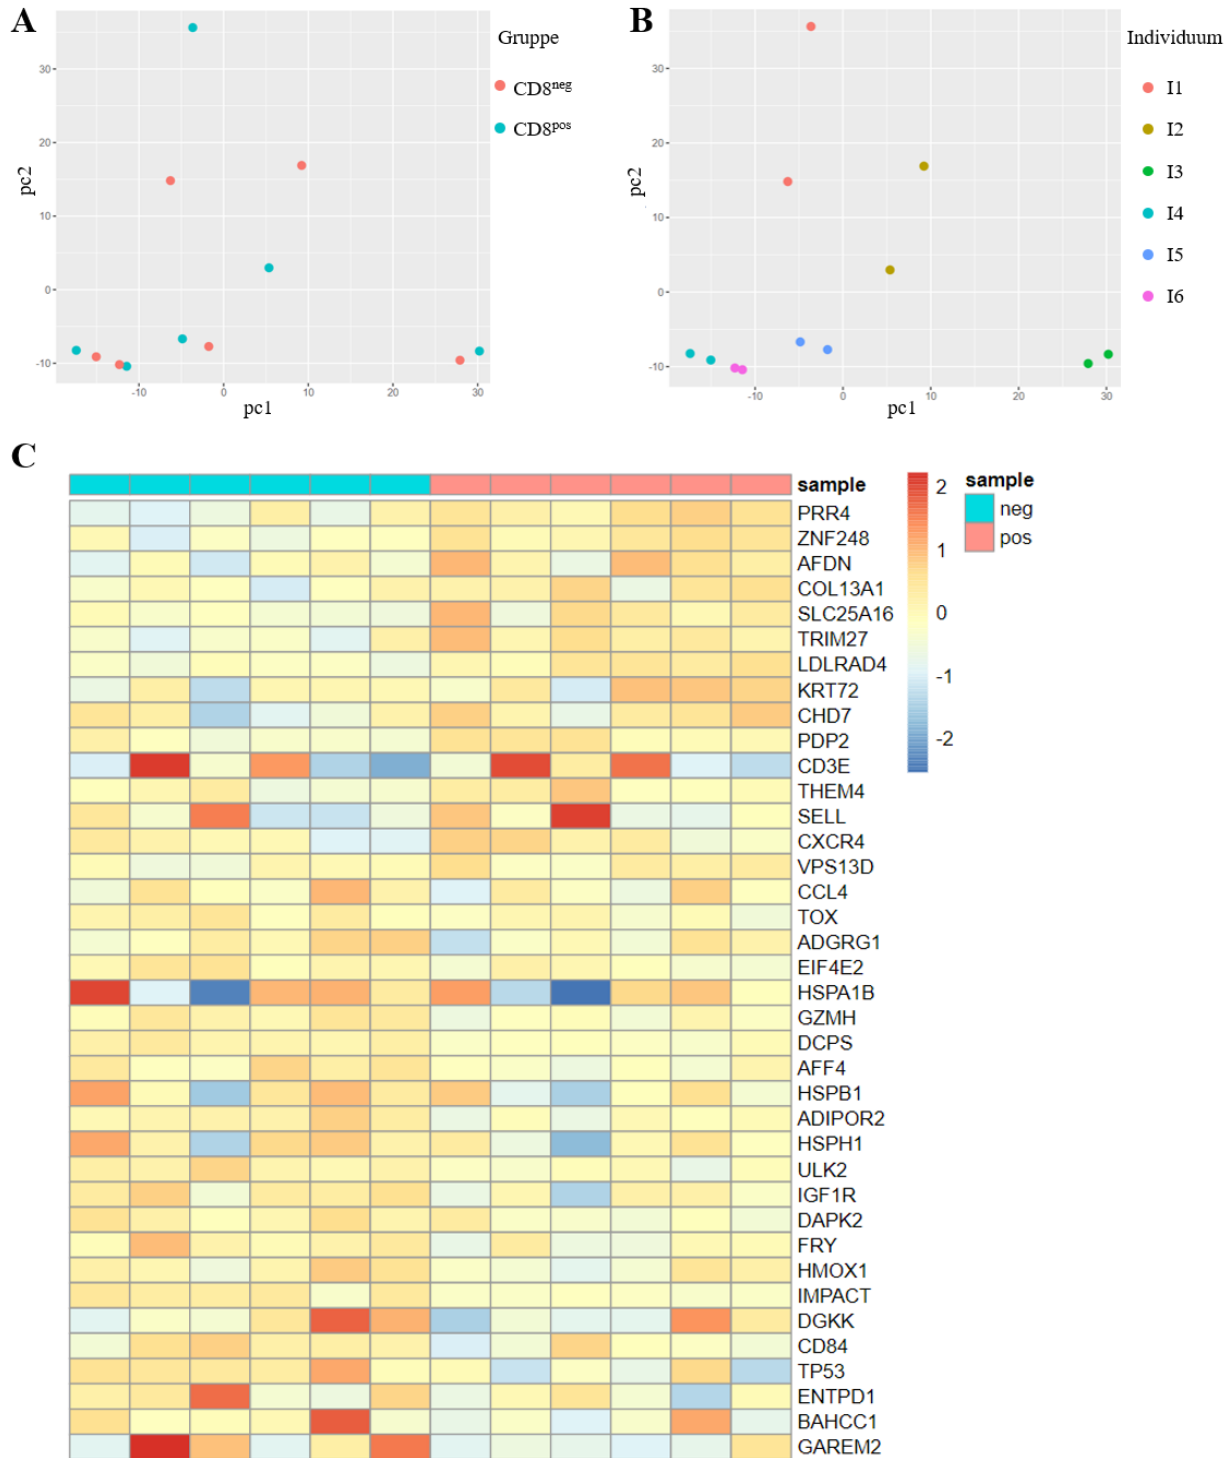 A
Gruppe
CD8neg
CD8pos
pc2
30
20
10
0
-10
-10
0
10
20
30
pc1
B
Individuum
I1
I2
I3
I4
I5
I6
pc2
30
20
10
0
-10
-10
0
10
20
30
pc1
C
sample
PRR4
ZNF248
AFDN
COL13A1
SLC25A16
TRIM27
LDLRAD4
KRT72
CHD7
PDP2
CD3E
THEM4
SELL
CXCR4
VPS13D
CCL4
TOX
ADGRG1
EIF4E2
HSPA1B
GZMH
DCPS
AFF4
HSPB1
ADIPOR2
HSPH1
ULK2
IGF1R
DAPK2
FRY
HMOX1
IMPACT
DGKK
CD84
TP53
ENTPD1
BAHCC1
GAREM2
2
1
0
-1
-2
sample
neg
pos